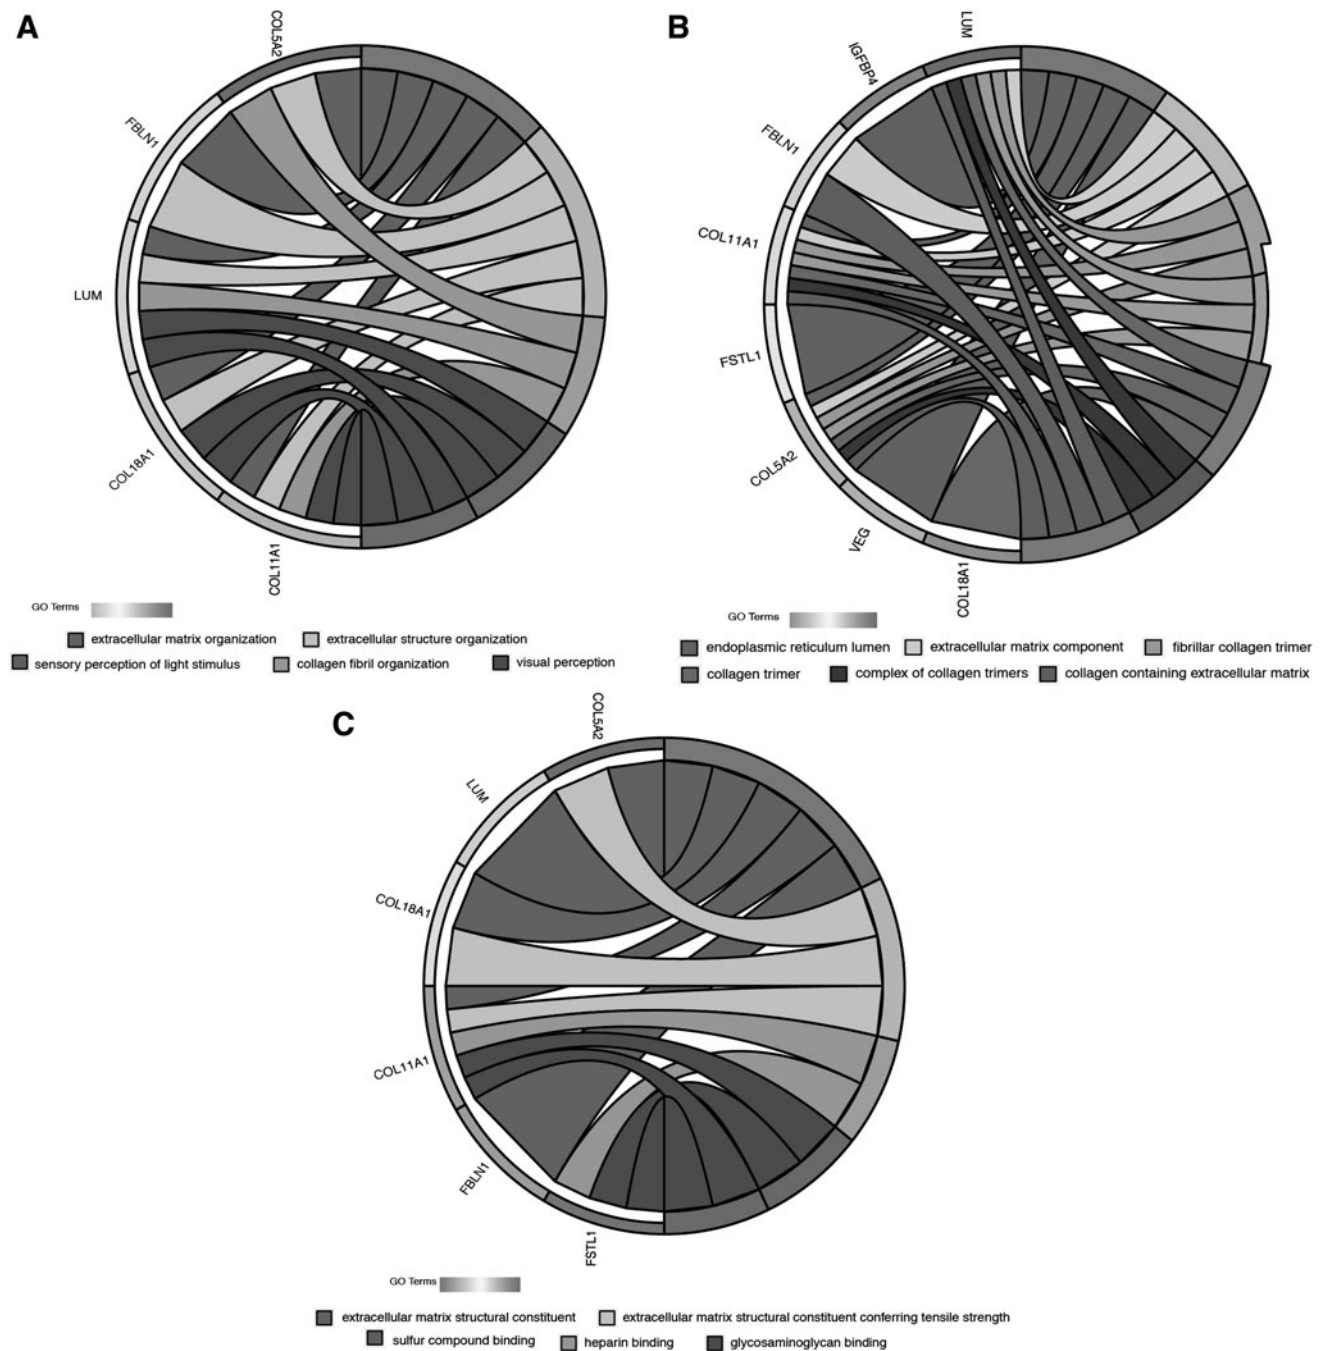 A
COL5A2
FBLN1
LUM
COL18A1
COL11A1
GO Terms
extracellular matrix organization
extracellular structure organization
sensory perception of light stimulus
collagen fibril organization
visual perception
B
LUM
IGFBP4
FBLN1
COL11A1
FSTL1
COL5A2
VEG
COL18A1
GO Terms
endoplasmic reticulum lumen
extracellular matrix component
fibrillar collagen trimer
collagen trimer
complex of collagen trimers
collagen containing extracellular matrix
C
COL5A2
LUM
COL18A1
COL11A1
FBLN1
FSTL1
GO Terms
extracellular matrix structural constituent
extracellular matrix structural constituent conferring tensile strength
sulfur compound binding
heparin binding
glycosaminoglycan binding